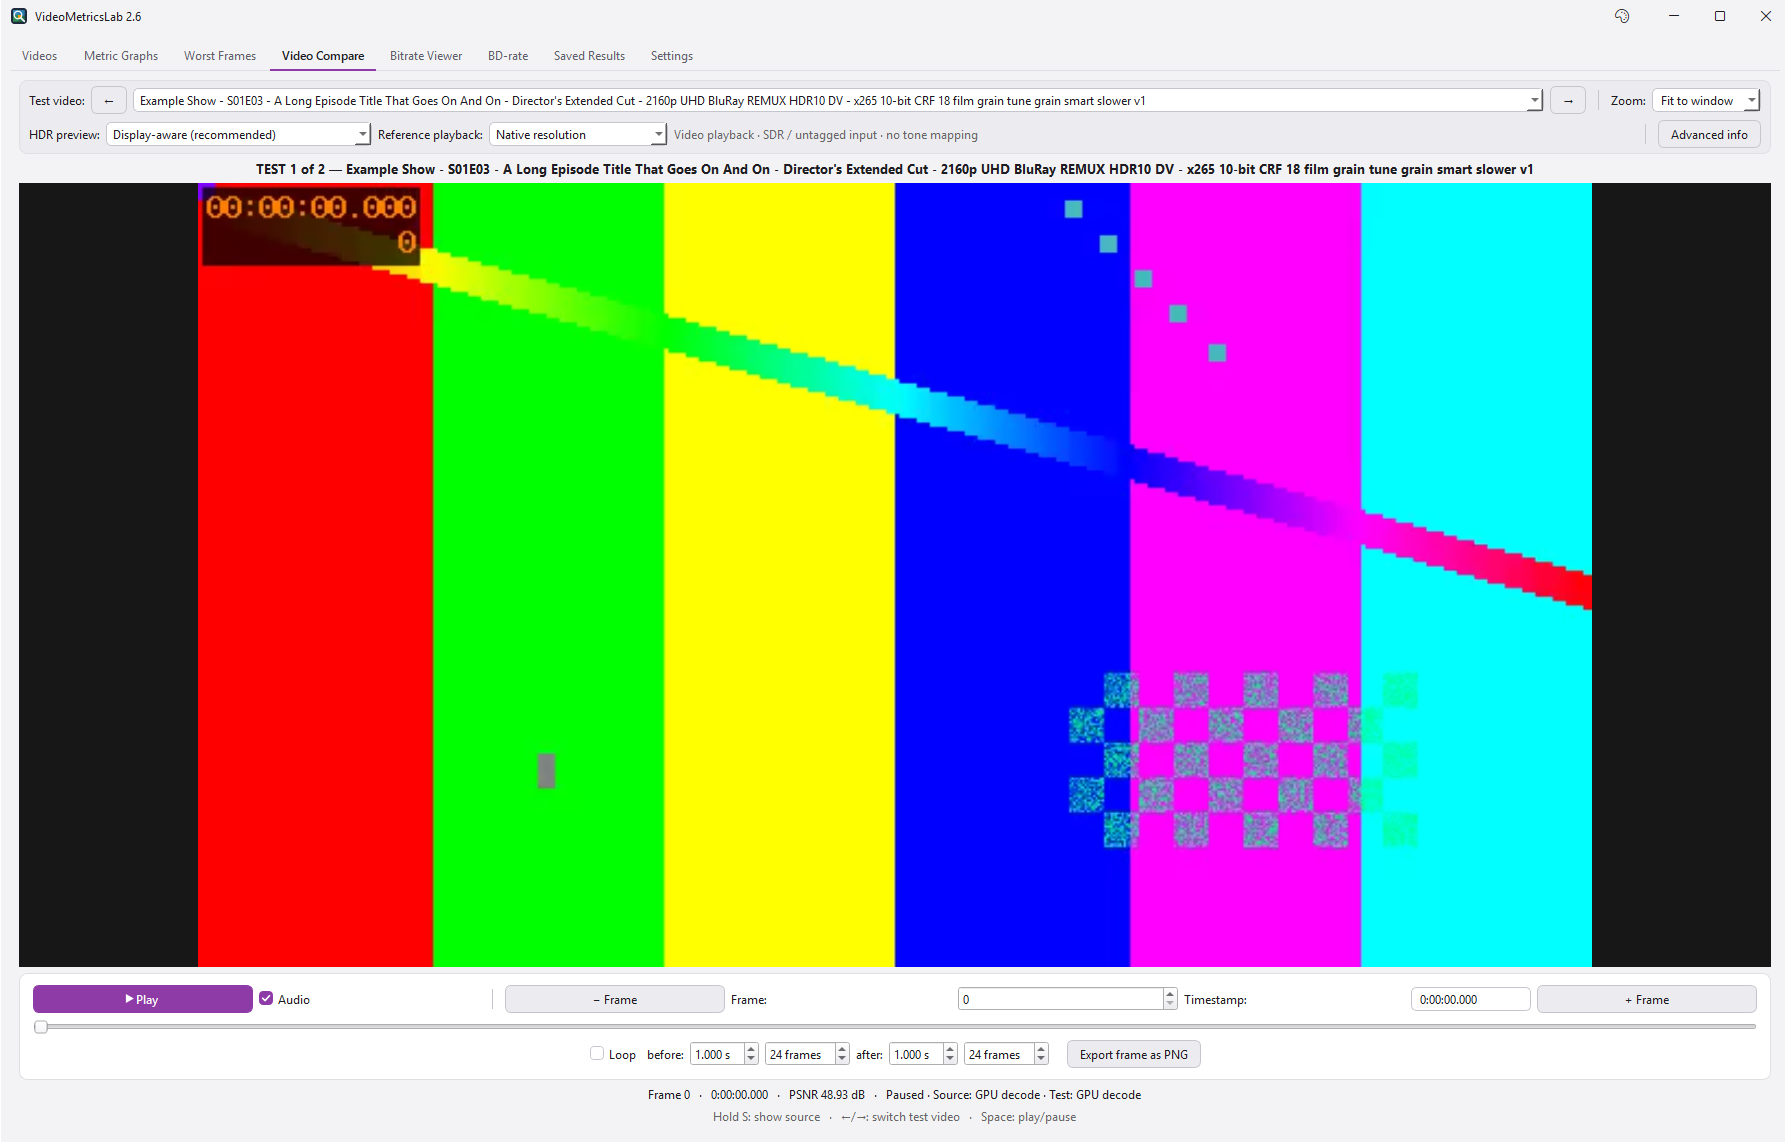 VideoMetricsLab 2.6
Videos Metric Graphs Worst Frames Video Compare Bitrate Viewer BD-rate Saved Results Settings
Test video: ← Example Show - S01E03 - A Long Episode Title That Goes On And On - Director's Extended Cut - 2160p UHD BluRay REMUX HDR10 DV - x265 10-bit CRF 18 film grain tune grain smart slower v1 → Zoom: Fit to window
HDR preview: Display-aware (recommended) Reference playback: Native resolution Video playback · SDR / untagged input · no tone mapping Advanced info
TEST 1 of 2 — Example Show - S01E03 - A Long Episode Title That Goes On And On - Director's Extended Cut - 2160p UHD BluRay REMUX HDR10 DV - x265 10-bit CRF 18 film grain tune grain smart slower v1
00:00:00.000
0
Play Audio − Frame Frame: 0 Timestamp: 0:00:00.000 + Frame
Loop before: 1.000 s 24 frames after: 1.000 s 24 frames Export frame as PNG
Frame 0 · 0:00:00.000 · PSNR 48.93 dB · Paused · Source: GPU decode · Test: GPU decode
Hold S: show source · ←/→: switch test video · Space: play/pause